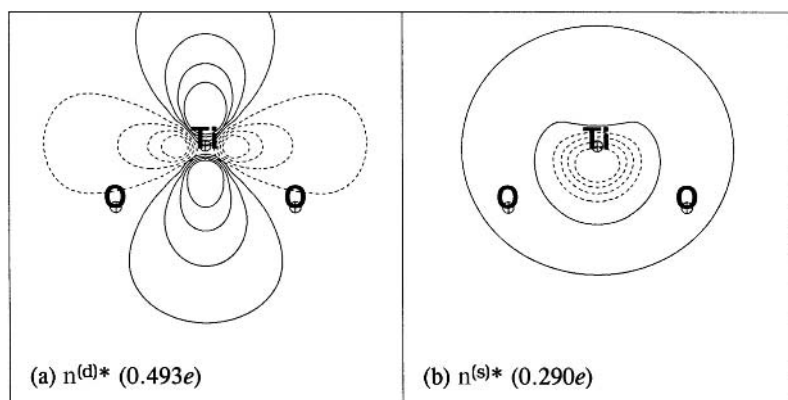 Ti
O O
(a) n(d)* (0.493e)
Ti
O O
(b) n(s)* (0.290e)